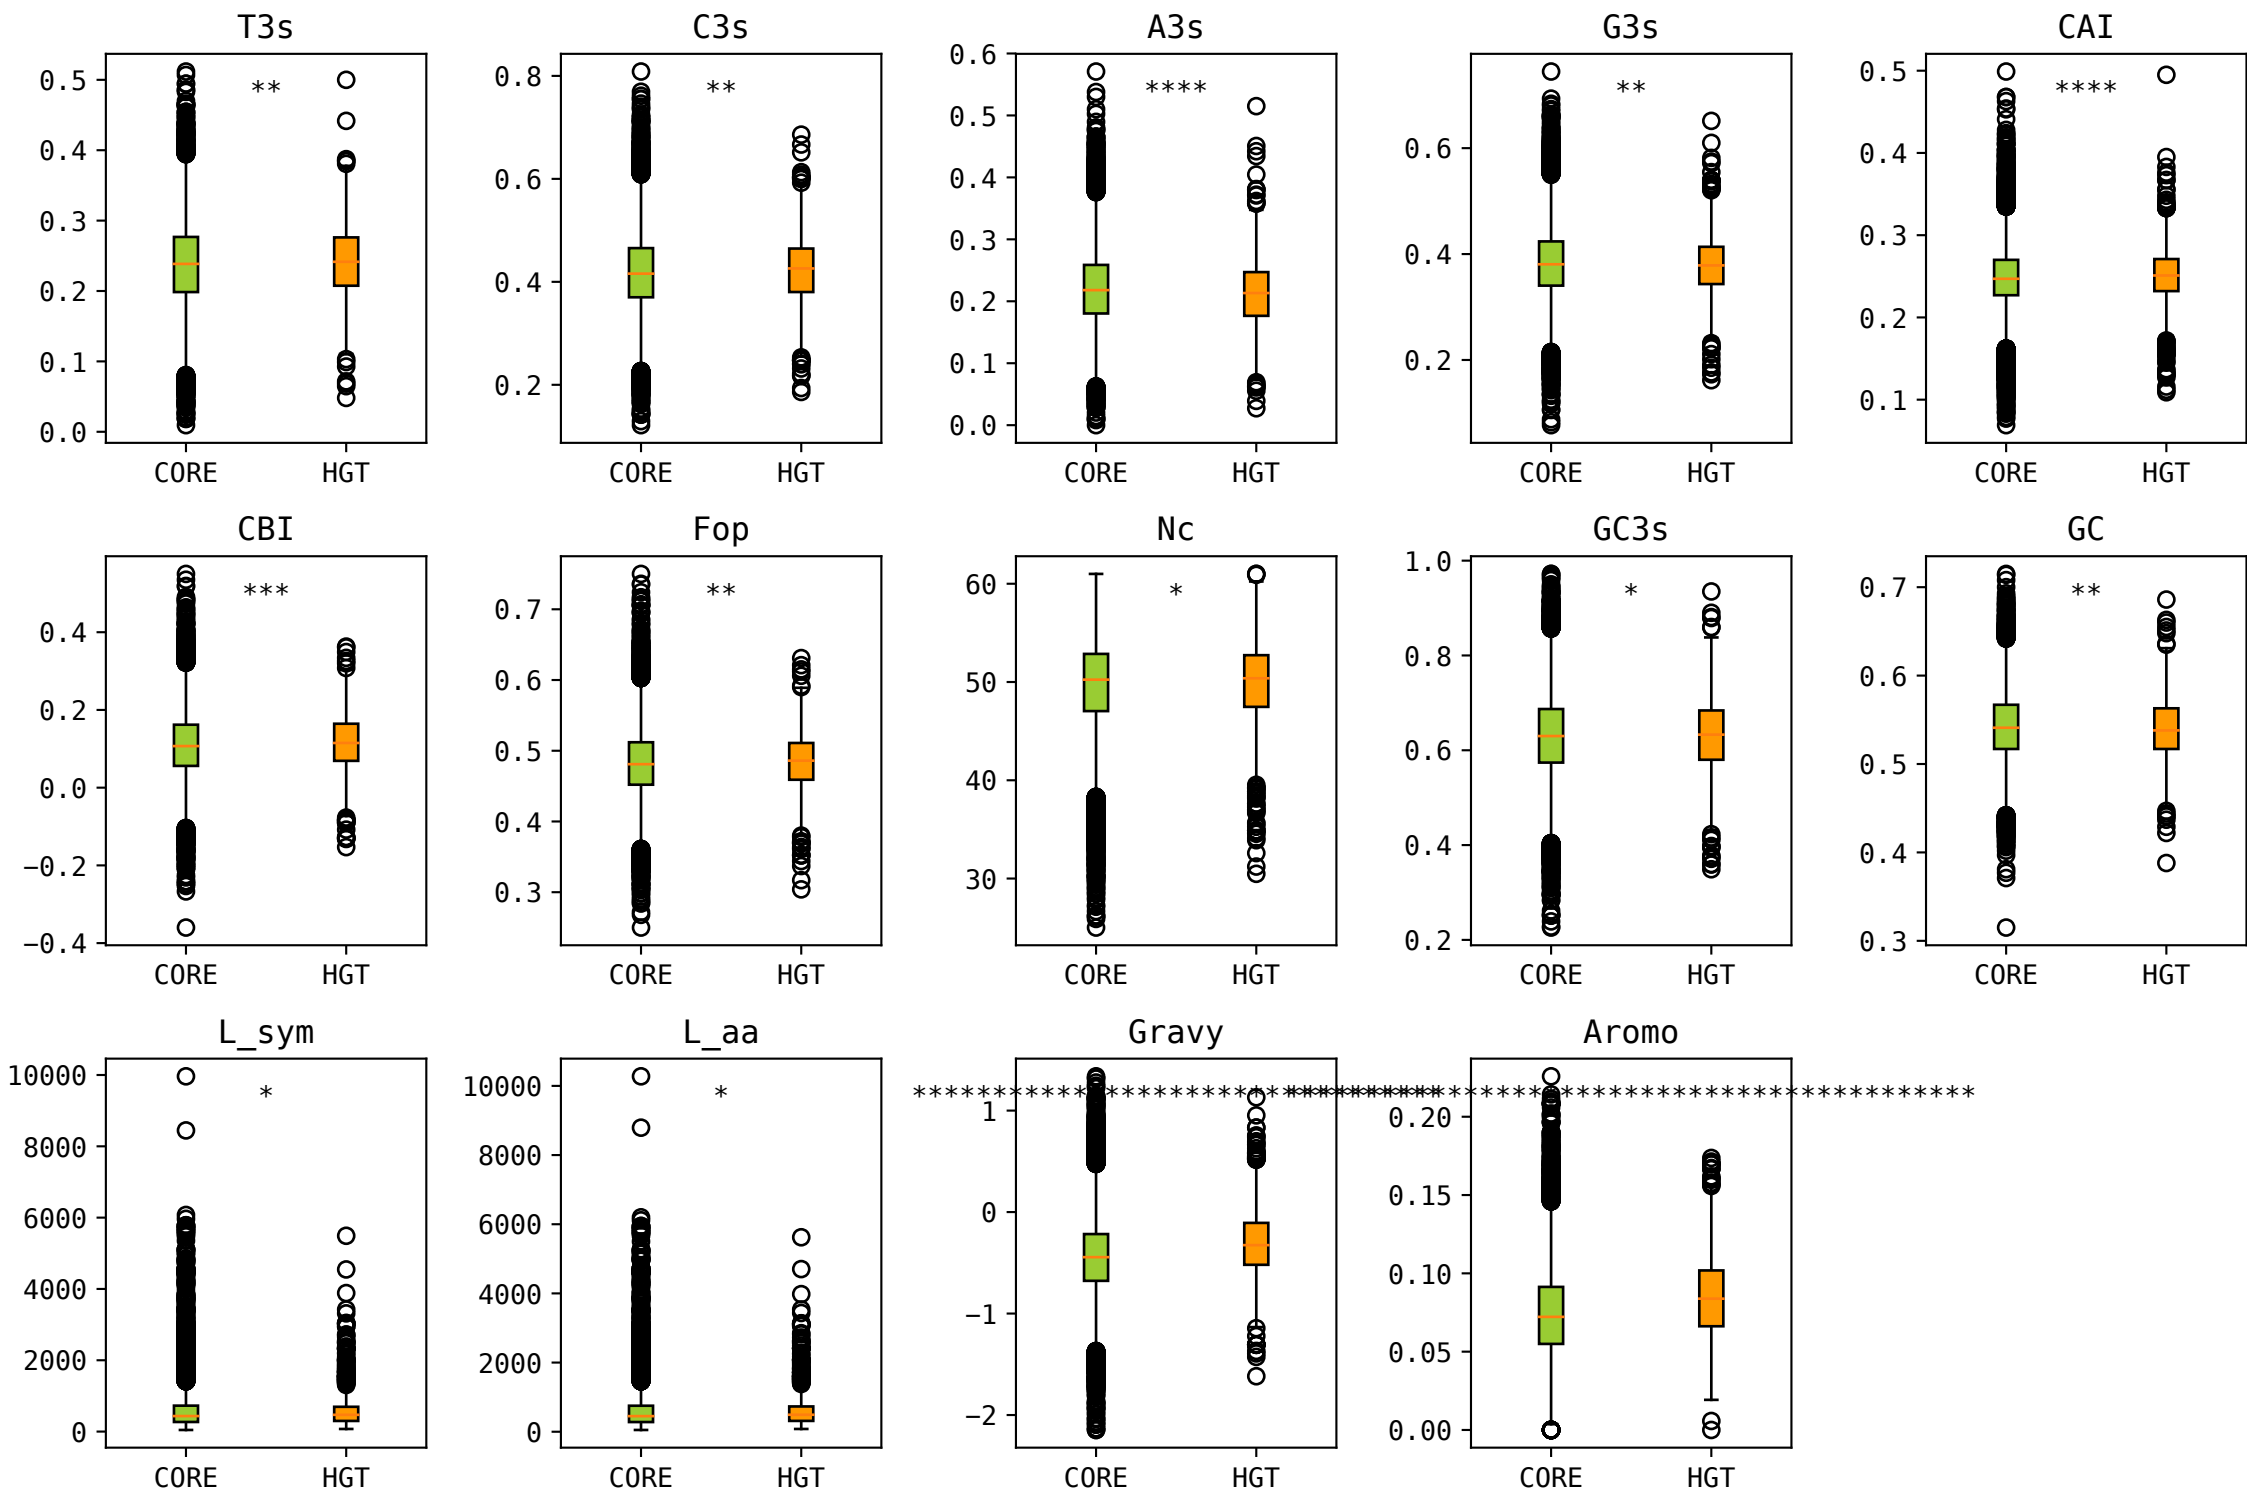 T3s
C3s
A3s
G3s
CAI
0.5
0.4
0.3
0.2
0.1
0.0
**
CORE HGT
0.8
0.6
0.4
0.2
**
CORE HGT
0.6
0.5
0.4
0.3
0.2
0.1
0.0
****
CORE HGT
0.6
0.4
0.2
**
CORE HGT
0.5
0.4
0.3
0.2
0.1
****
CORE HGT
CBI
Fop
Nc
GC3s
GC
0.4
0.2
0.0
−0.2
−0.4
***
CORE HGT
0.7
0.6
0.5
0.4
0.3
**
CORE HGT
60
50
40
30
*
CORE HGT
1.0
0.8
0.6
0.4
0.2
*
CORE HGT
0.7
0.6
0.5
0.4
0.3
**
CORE HGT
L_sym
L_aa
Gravy
Aromo
10000
8000
6000
4000
2000
0
*
CORE HGT
10000
8000
6000
4000
2000
0
*
CORE HGT
1
0
−1
−2
CORE HGT
0.20
0.15
0.10
0.05
0.00
CORE HGT